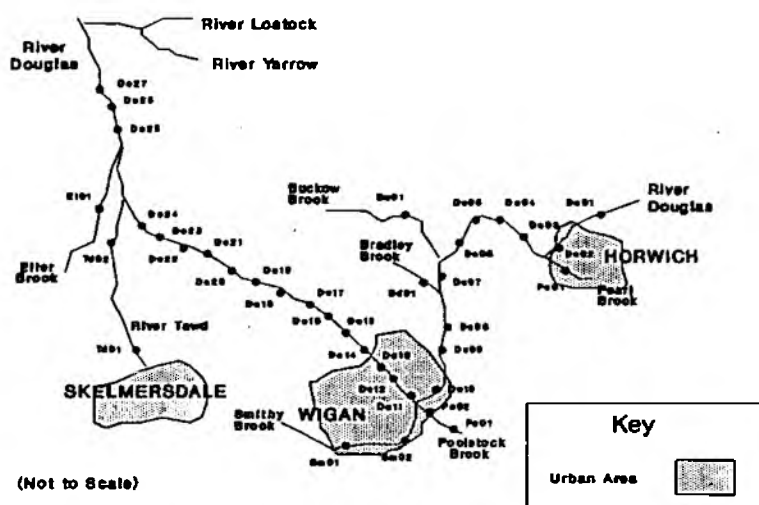 River Lostock
River
Douglas
River Yarrow
Do27
Do26
Do25
El01
Do24
Do23
Do22
Do21
Do20
Do19
Do18
Do17
Do16
Do15
Do14
Do13
Do12
Do11
Buckow
Brook
Bu01
Bradley
Brook
Bd01
Do05
Do04
Do03
Do01
River
Douglas
Do02
HORWICH
Pe01
Pearl
Brook
Do06
Do07
Do08
Do09
Do10
Eller
Brook
Td02
River Tawd
Td01
SKELMERSDALE
WIGAN
Smithy
Brook
Sm01
Sm02
Po02
Po01
Poolstock
Brook
Key
Urban Area
(Not to Scale)